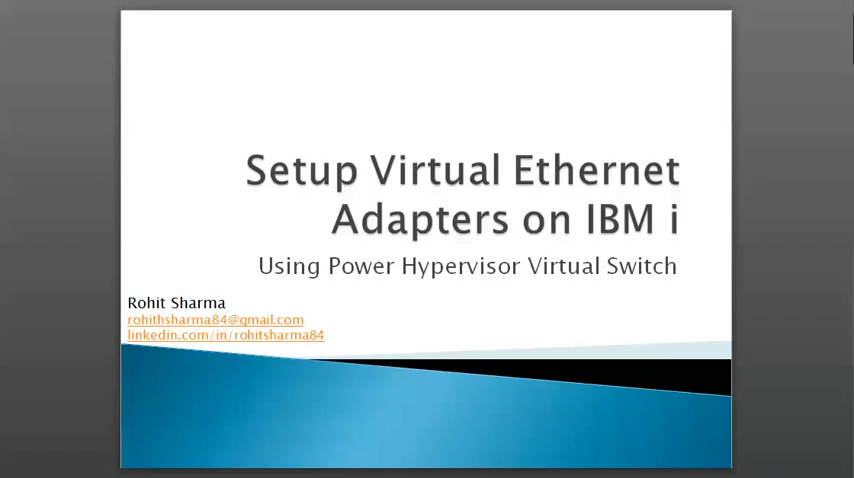 Setup Virtual Ethernet
Adapters on IBM i
Using Power Hypervisor Virtual Switch
Rohit Sharma
rohithsharma84@gmail.com
linkedin.com/in/rohitsharma84